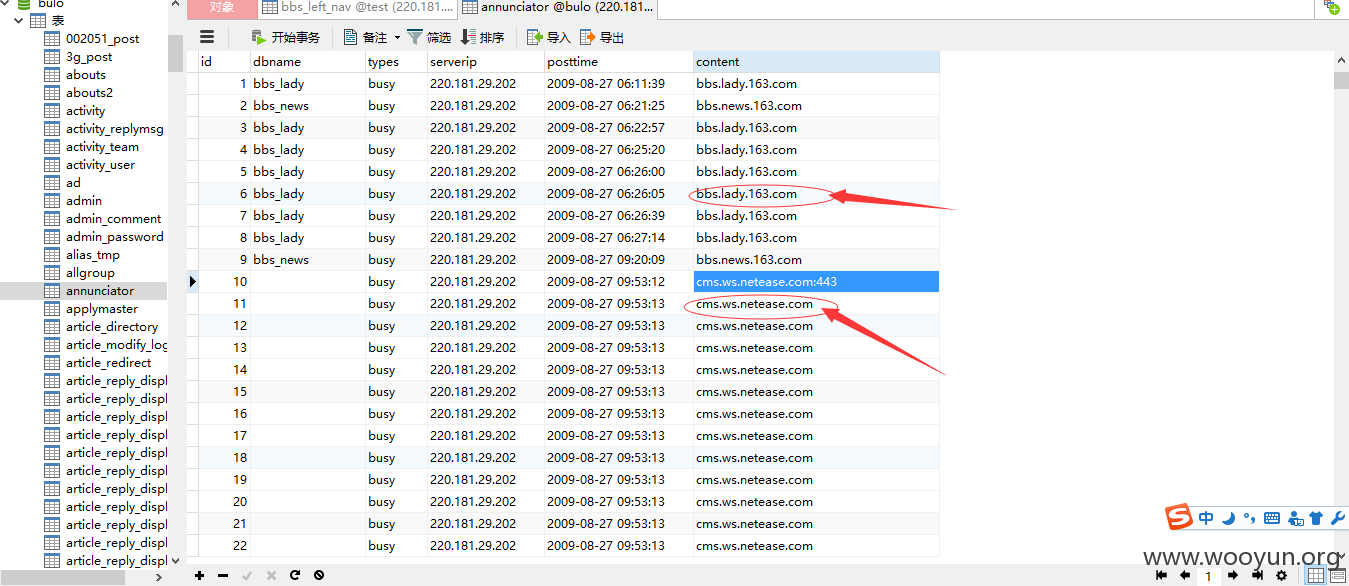 对象
bbs_left_nav @test (220.181....
annunciator @bulo (220.181...
bulo
表
002051_post
3g_post
abouts
abouts2
activity
activity_replymsg
activity_team
activity_user
ad
admin
admin_comment
admin_password
alias_tmp
allgroup
annunciator
applymaster
article_directory
article_modify_log
article_redirect
article_reply_displ
article_reply_displ
article_reply_displ
article_reply_displ
article_reply_displ
article_reply_displ
article_reply_displ
article_reply_displ
article_reply_displ
article_reply_displ
article_reply_displ
开始事务 备注 筛选 排序 导入 导出
id dbname types serverip posttime content
1 bbs_lady busy 220.181.29.202 2009-08-27 06:11:39 bbs.lady.163.com
2 bbs_news busy 220.181.29.202 2009-08-27 06:21:25 bbs.news.163.com
3 bbs_lady busy 220.181.29.202 2009-08-27 06:22:57 bbs.lady.163.com
4 bbs_lady busy 220.181.29.202 2009-08-27 06:25:20 bbs.lady.163.com
5 bbs_lady busy 220.181.29.202 2009-08-27 06:26:00 bbs.lady.163.com
6 bbs_lady busy 220.181.29.202 2009-08-27 06:26:05 bbs.lady.163.com
7 bbs_lady busy 220.181.29.202 2009-08-27 06:26:39 bbs.lady.163.com
8 bbs_lady busy 220.181.29.202 2009-08-27 06:27:14 bbs.lady.163.com
9 bbs_news busy 220.181.29.202 2009-08-27 09:20:09 bbs.news.163.com
10 busy 220.181.29.202 2009-08-27 09:53:12 cms.ws.netease.com:443
11 busy 220.181.29.202 2009-08-27 09:53:13 cms.ws.netease.com
12 busy 220.181.29.202 2009-08-27 09:53:13 cms.ws.netease.com
13 busy 220.181.29.202 2009-08-27 09:53:13 cms.ws.netease.com
14 busy 220.181.29.202 2009-08-27 09:53:13 cms.ws.netease.com
15 busy 220.181.29.202 2009-08-27 09:53:13 cms.ws.netease.com
16 busy 220.181.29.202 2009-08-27 09:53:13 cms.ws.netease.com
17 busy 220.181.29.202 2009-08-27 09:53:13 cms.ws.netease.com
18 busy 220.181.29.202 2009-08-27 09:53:13 cms.ws.netease.com
19 busy 220.181.29.202 2009-08-27 09:53:13 cms.ws.netease.com
20 busy 220.181.29.202 2009-08-27 09:53:13 cms.ws.netease.com
21 busy 220.181.29.202 2009-08-27 09:53:13 cms.ws.netease.com
22 busy 220.181.29.202 2009-08-27 09:53:13 cms.ws.netease.com
S 中
www.wooyun.org
1